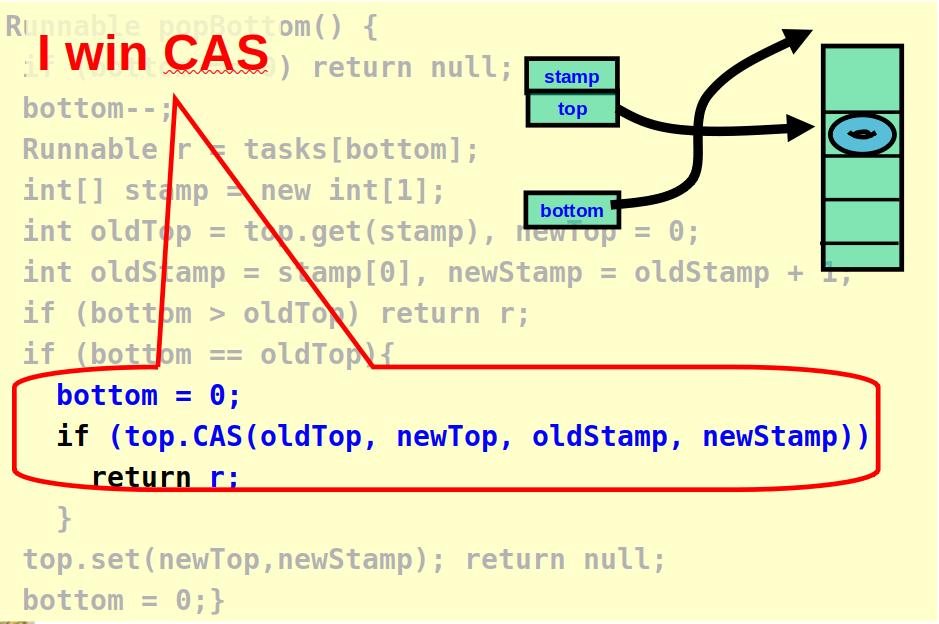 Runnable popBottom() {
I win CAS
if (bottom == 0) return null;
bottom--;
Runnable r = tasks[bottom];
int[] stamp = new int[1];
int oldTop = top.get(stamp), newTop = 0;
int oldStamp = stamp[0], newStamp = oldStamp + 1;
if (bottom > oldTop) return r;
if (bottom == oldTop){
bottom = 0;
if (top.CAS(oldTop, newTop, oldStamp, newStamp))
return r;
}
top.set(newTop,newStamp); return null;
bottom = 0;}
stamp
top
bottom